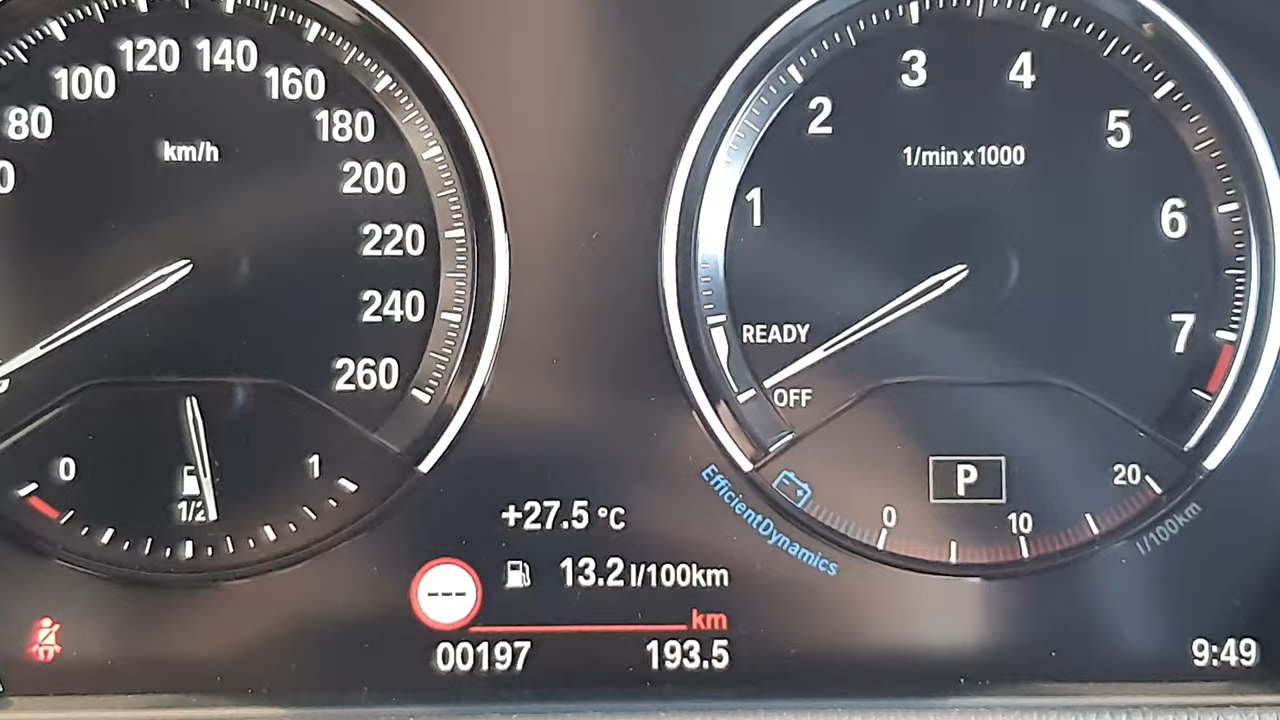 120 140
100 160
80 180
0 200
km/h
220
240
260
0 1
1/2
3 4
2 5
1/min x 1000
1 6
READY 7
OFF
P
20
0 10
l/100km
EfficientDynamics
+27.5 °C
13.2 l/100km
---
km
00197 193.5
9:49